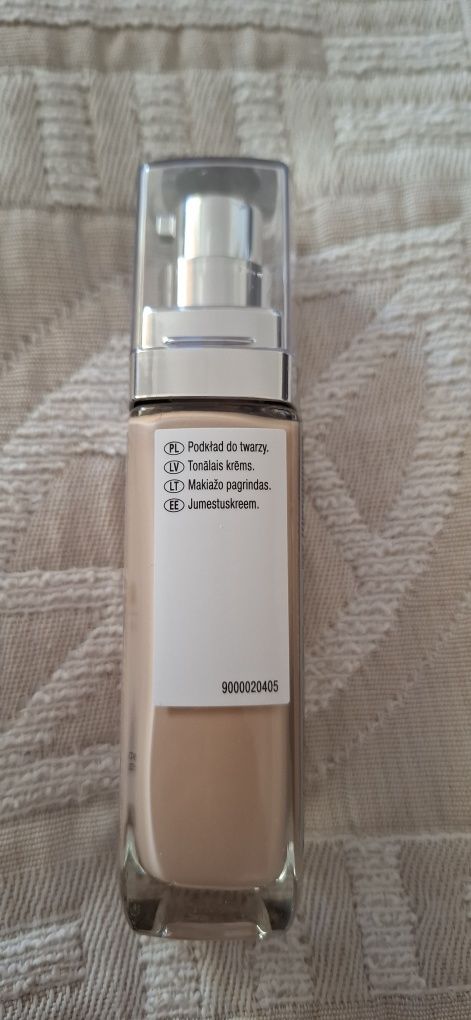 PL Podkład do twarzy.
LV Tonālais krēms.
LT Makiažo pagrindas.
EE Jumestuskreem.
9000020405